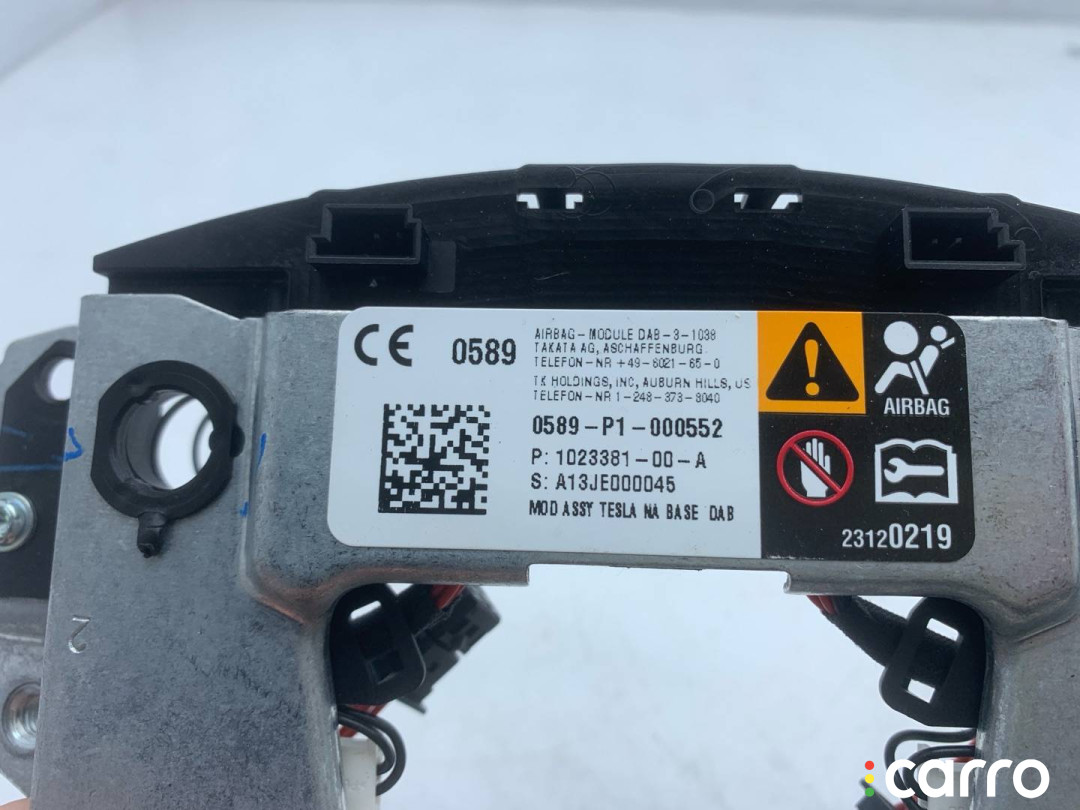 CE 0589
AIRBAG-MODULE DAB-3-1038
TAKATA AG, ASCHAFFENBURG.
TELEFON-NR +49-6021-65-0
TK HOLDINGS, INC, AUBURN HILLS, US
TELEFON-NR 1-248-373-8040
0589-P1-000552
P: 1023381-00-A
S: A13JE000045
MOD ASSY TESLA NA BASE DAB
AIRBAG
23120219
2
carro